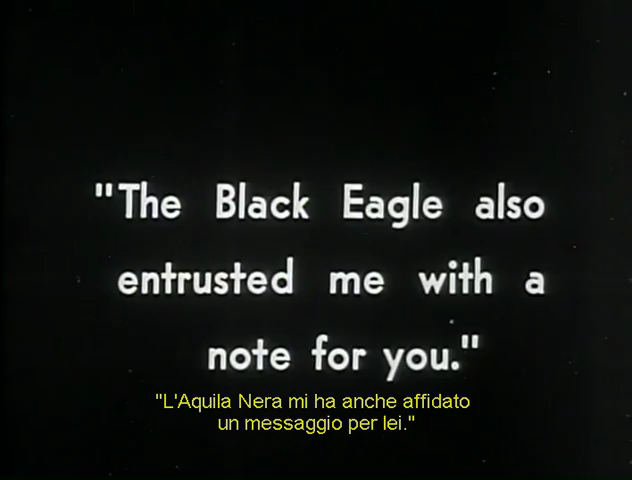 "The Black Eagle also
entrusted me with a
note for you."
"L'Aquila Nera mi ha anche affidato
un messaggio per lei."